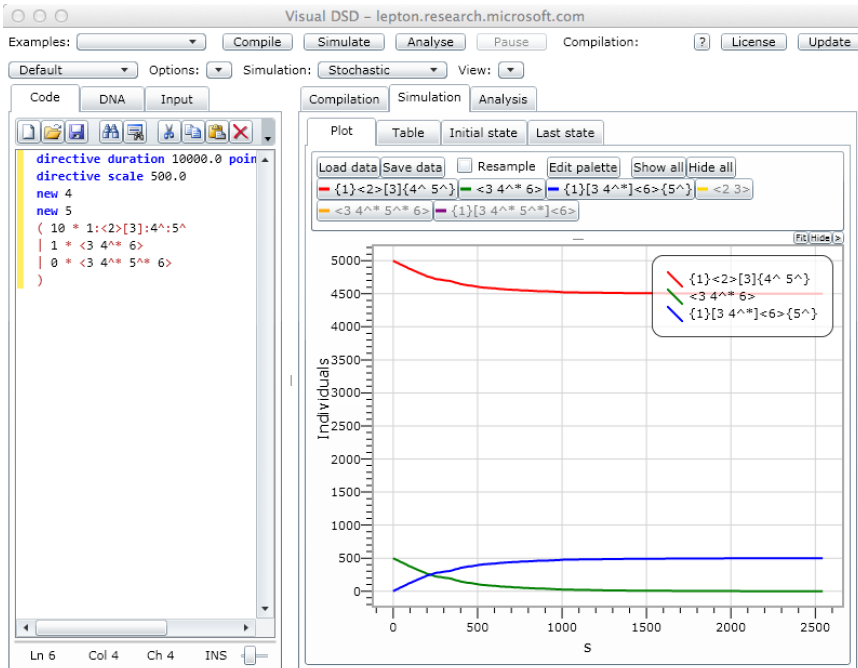 Visual DSD – lepton.research.microsoft.com
Examples: Compile Simulate Analyse Pause Compilation: ? License Update
Default Options: Simulation: Stochastic View:
Code DNA Input
Compilation Simulation Analysis
Plot Table Initial state Last state
directive duration 10000.0 poin
directive scale 500.0
new 4
new 5
( 10 * 1:<2>[3]:4^:5^
| 1 * <3 4^* 6>
| 0 * <3 4^* 5^* 6>
)
Load data Save data Resample Edit palette Show all Hide all
{1}<2>[3]{4^ 5^} <3 4^* 6> {1}[3 4^*]<6>{5^} <2 3>
<3 4^* 5^* 6> {1}[3 4^* 5^*]<6>
Fit Hide >
{1}<2>[3]{4^ 5^}
<3 4^* 6>
{1}[3 4^*]<6>{5^}
Individuals
5000
4500
4000
3500
3000
2500
2000
1500
1000
500
0
0 500 1000 1500 2000 2500
s
Ln 6 Col 4 Ch 4 INS